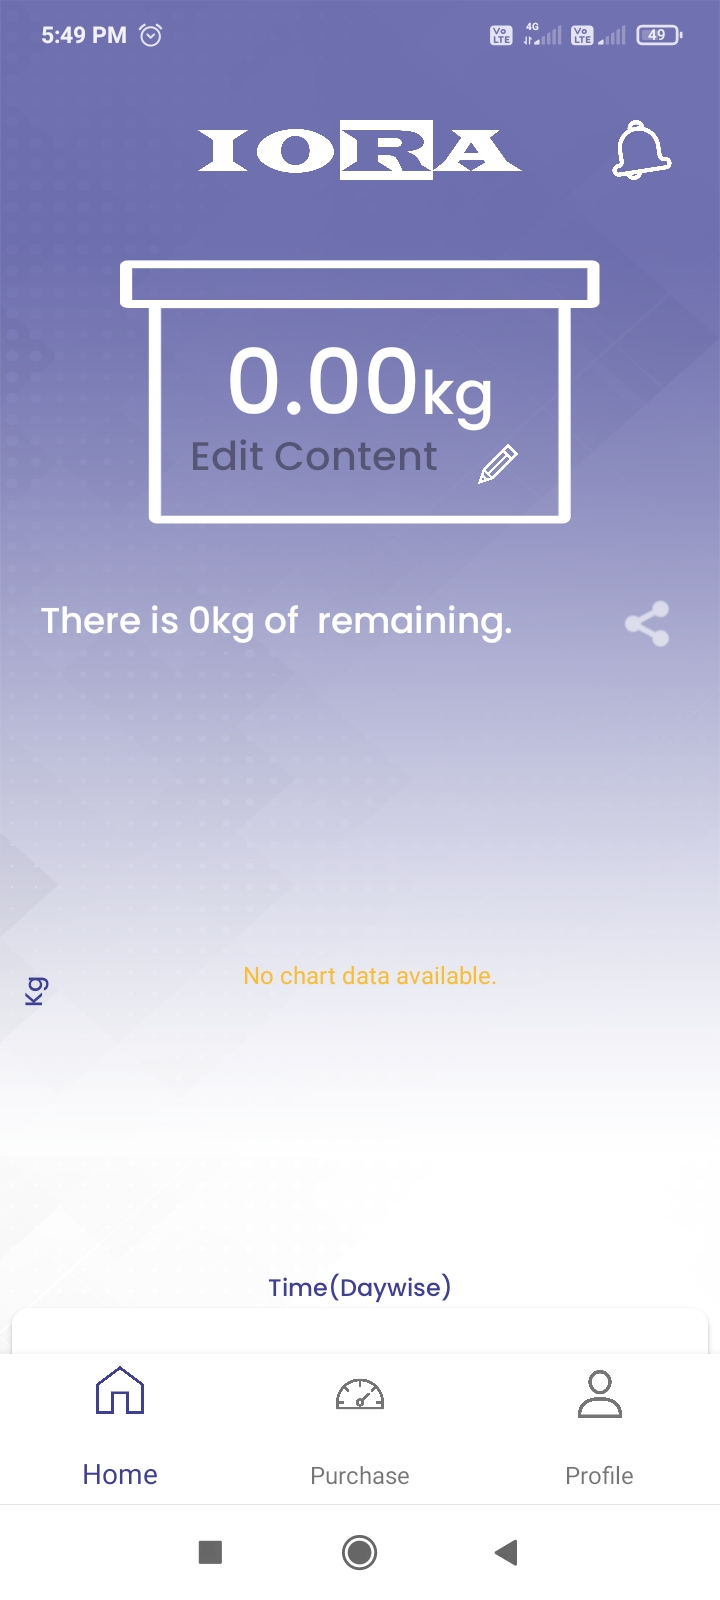 5:49 PM
Vo LTE 4G Vo LTE 49
IORA
0.00kg
Edit Content
There is 0kg of  remaining.
No chart data available.
Kg
Time(Daywise)
Home Purchase Profile